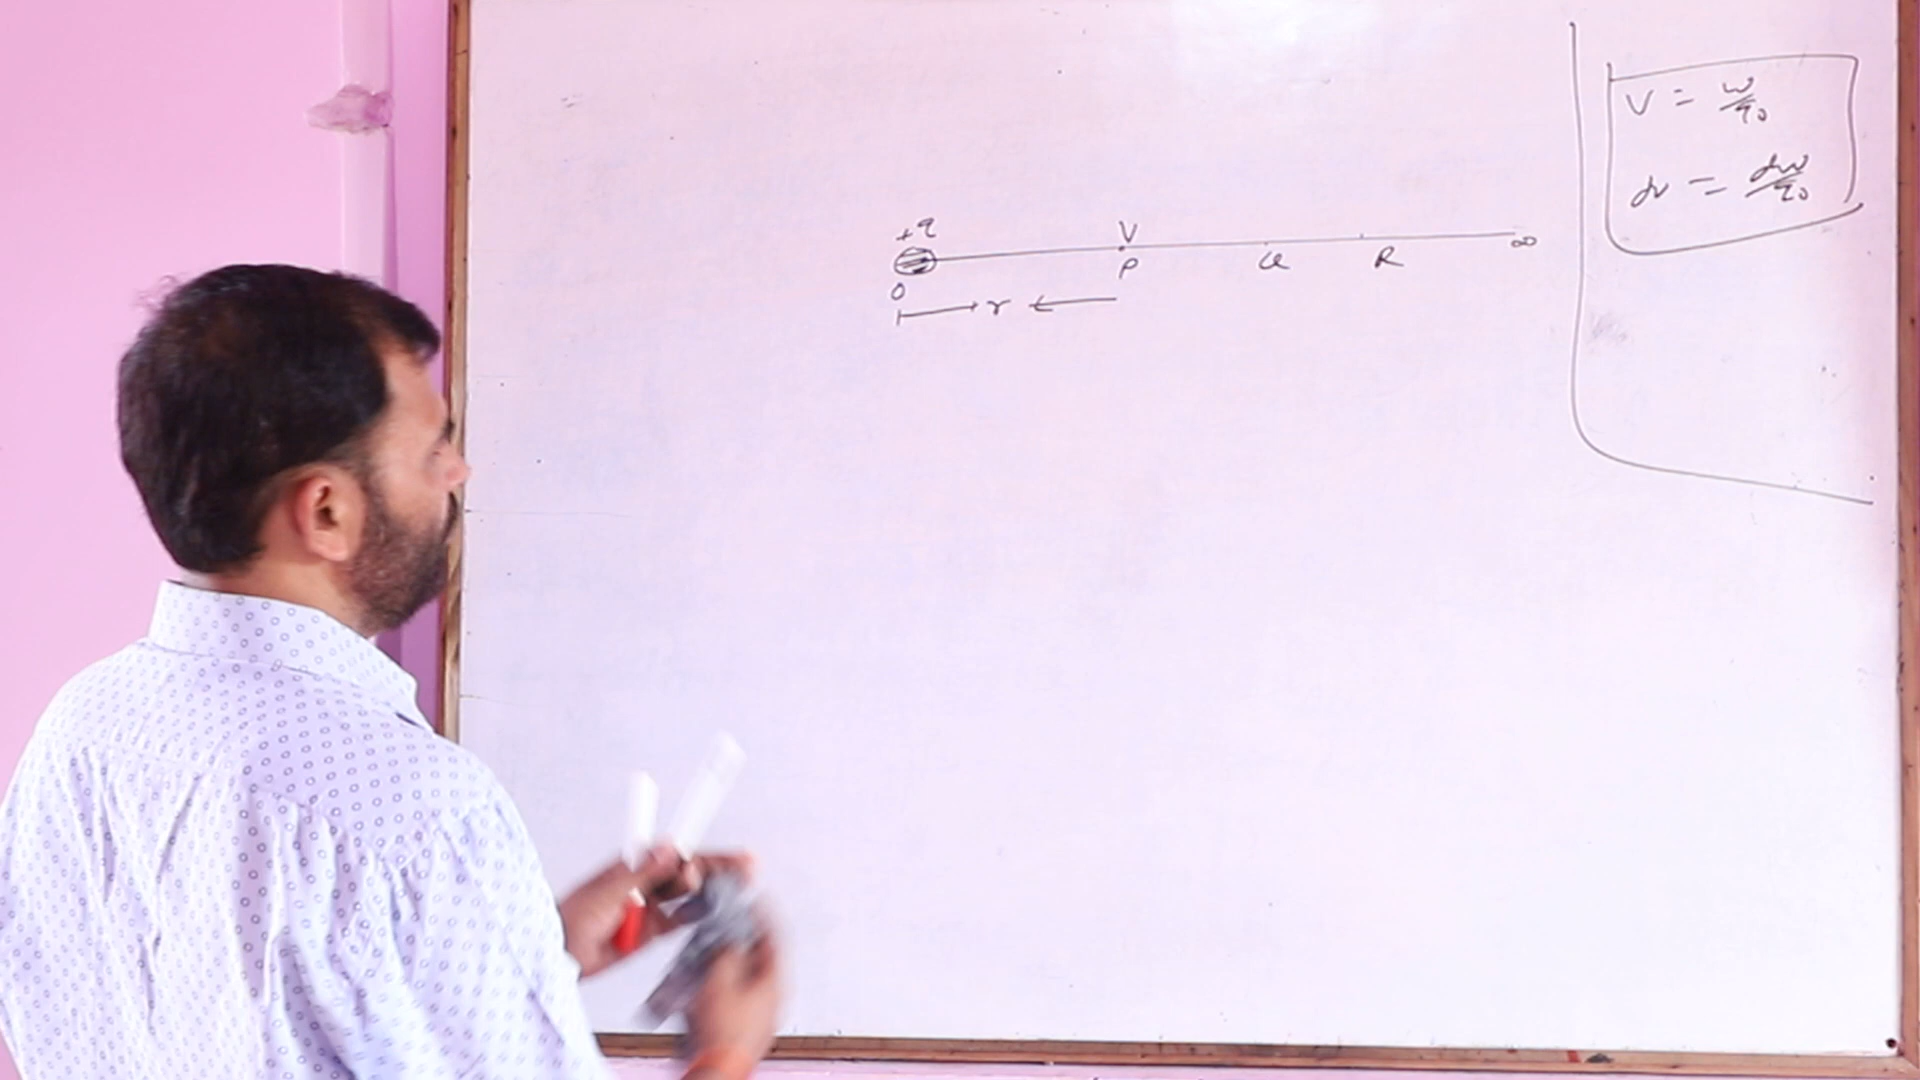 +q
V
O
P
Q
R
∞
r
V = W/q₀
dv = dw/q₀